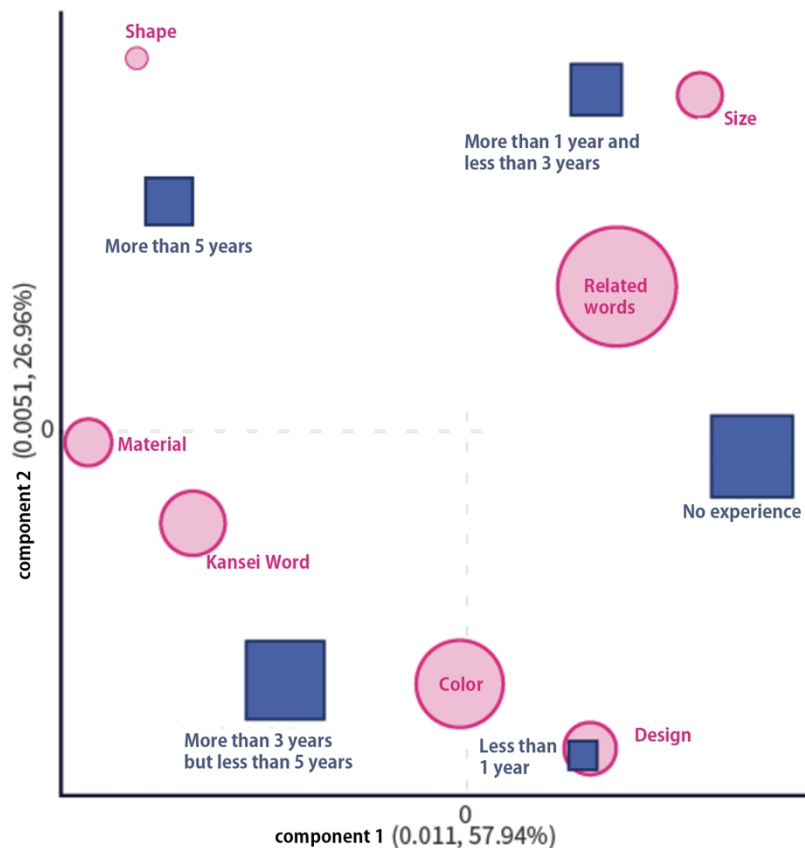 Shape
Size
More than 1 year and
less than 3 years
More than 5 years
Related
words
component 2 (0.0051, 26.96%)
0
Material
No experience
Kansei Word
Color
More than 3 years
but less than 5 years
Less than
1 year
Design
0
component 1 (0.011, 57.94%)